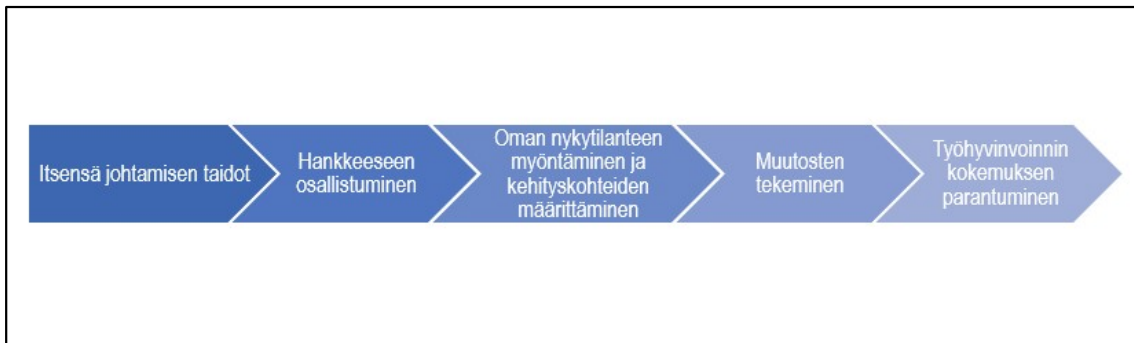 Itsensä johtamisen taidot
Hankkeeseen
osallistuminen
Oman nykytilanteen
myöntäminen ja
kehityskohteiden
määrittäminen
Muutosten
tekeminen
Työhyvinvoinnin
kokemuksen
parantuminen